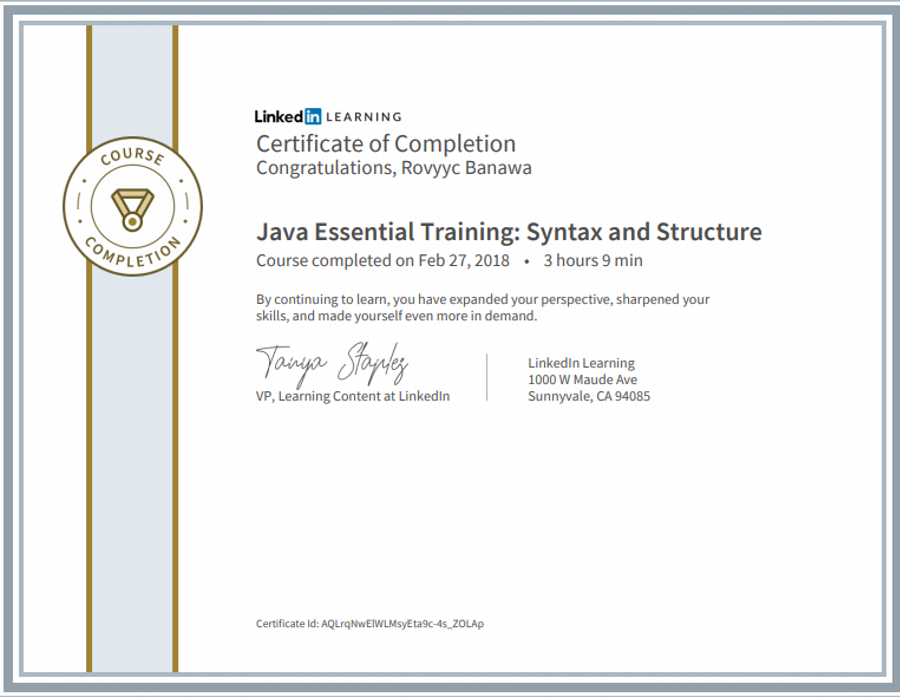 LinkedIn LEARNING
Certificate of Completion
Congratulations, Rovyyc Banawa
COURSE
COMPLETION
Java Essential Training: Syntax and Structure
Course completed on Feb 27, 2018 • 3 hours 9 min
By continuing to learn, you have expanded your perspective, sharpened your
skills, and made yourself even more in demand.
Tanya Staples
VP, Learning Content at LinkedIn
LinkedIn Learning
1000 W Maude Ave
Sunnyvale, CA 94085
Certificate Id: AQLrqNwElWLMsyEta9c-4s_ZOLAp